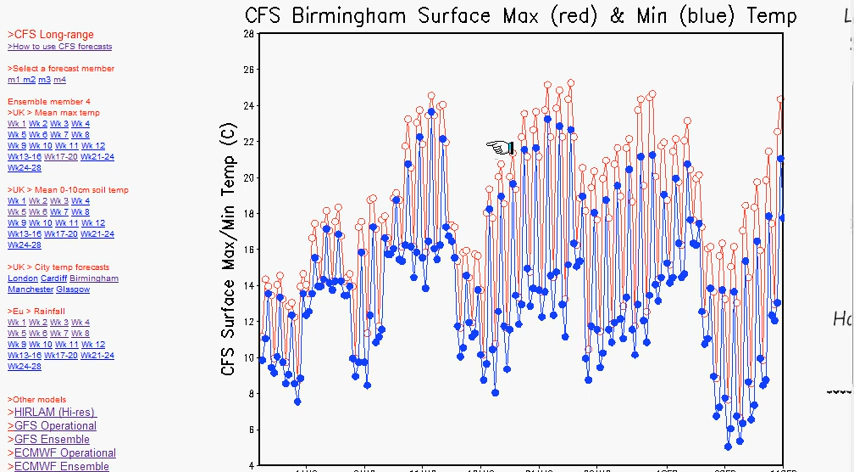 CFS Birmingham Surface Max (red) & Min (blue) Temp
>CFS Long-range
>How to use CFS forecasts
>Select a forecast member
m1 m2 m3 m4
Ensemble member 4
>UK > Mean max temp
Wk 1 Wk 2 Wk 3 Wk 4
Wk 5 Wk 6 Wk 7 Wk 8
Wk 9 Wk 10 Wk 11 Wk 12
Wk13-16 Wk17-20 Wk21-24
Wk24-28
>UK > Mean 0-10cm soil temp
Wk 1 Wk 2 Wk 3 Wk 4
Wk 5 Wk 6 Wk 7 Wk 8
Wk 9 Wk 10 Wk 11 Wk 12
Wk13-16 Wk17-20 Wk21-24
Wk24-28
>UK > City temp forecasts
London Cardiff Birmingham
Manchester Glasgow
>Eu > Rainfall
Wk 1 Wk 2 Wk 3 Wk 4
Wk 5 Wk 6 Wk 7 Wk 8
Wk 9 Wk 10 Wk 11 Wk 12
Wk13-16 Wk17-20 Wk21-24
Wk24-28
>Other models
>HIRLAM (Hi-res)
>GFS Operational
>GFS Ensemble
>ECMWF Operational
>ECMWF Ensemble
CFS Surface Max/Min Temp (C)
28
26
24
22
20
18
16
14
12
10
8
6
4